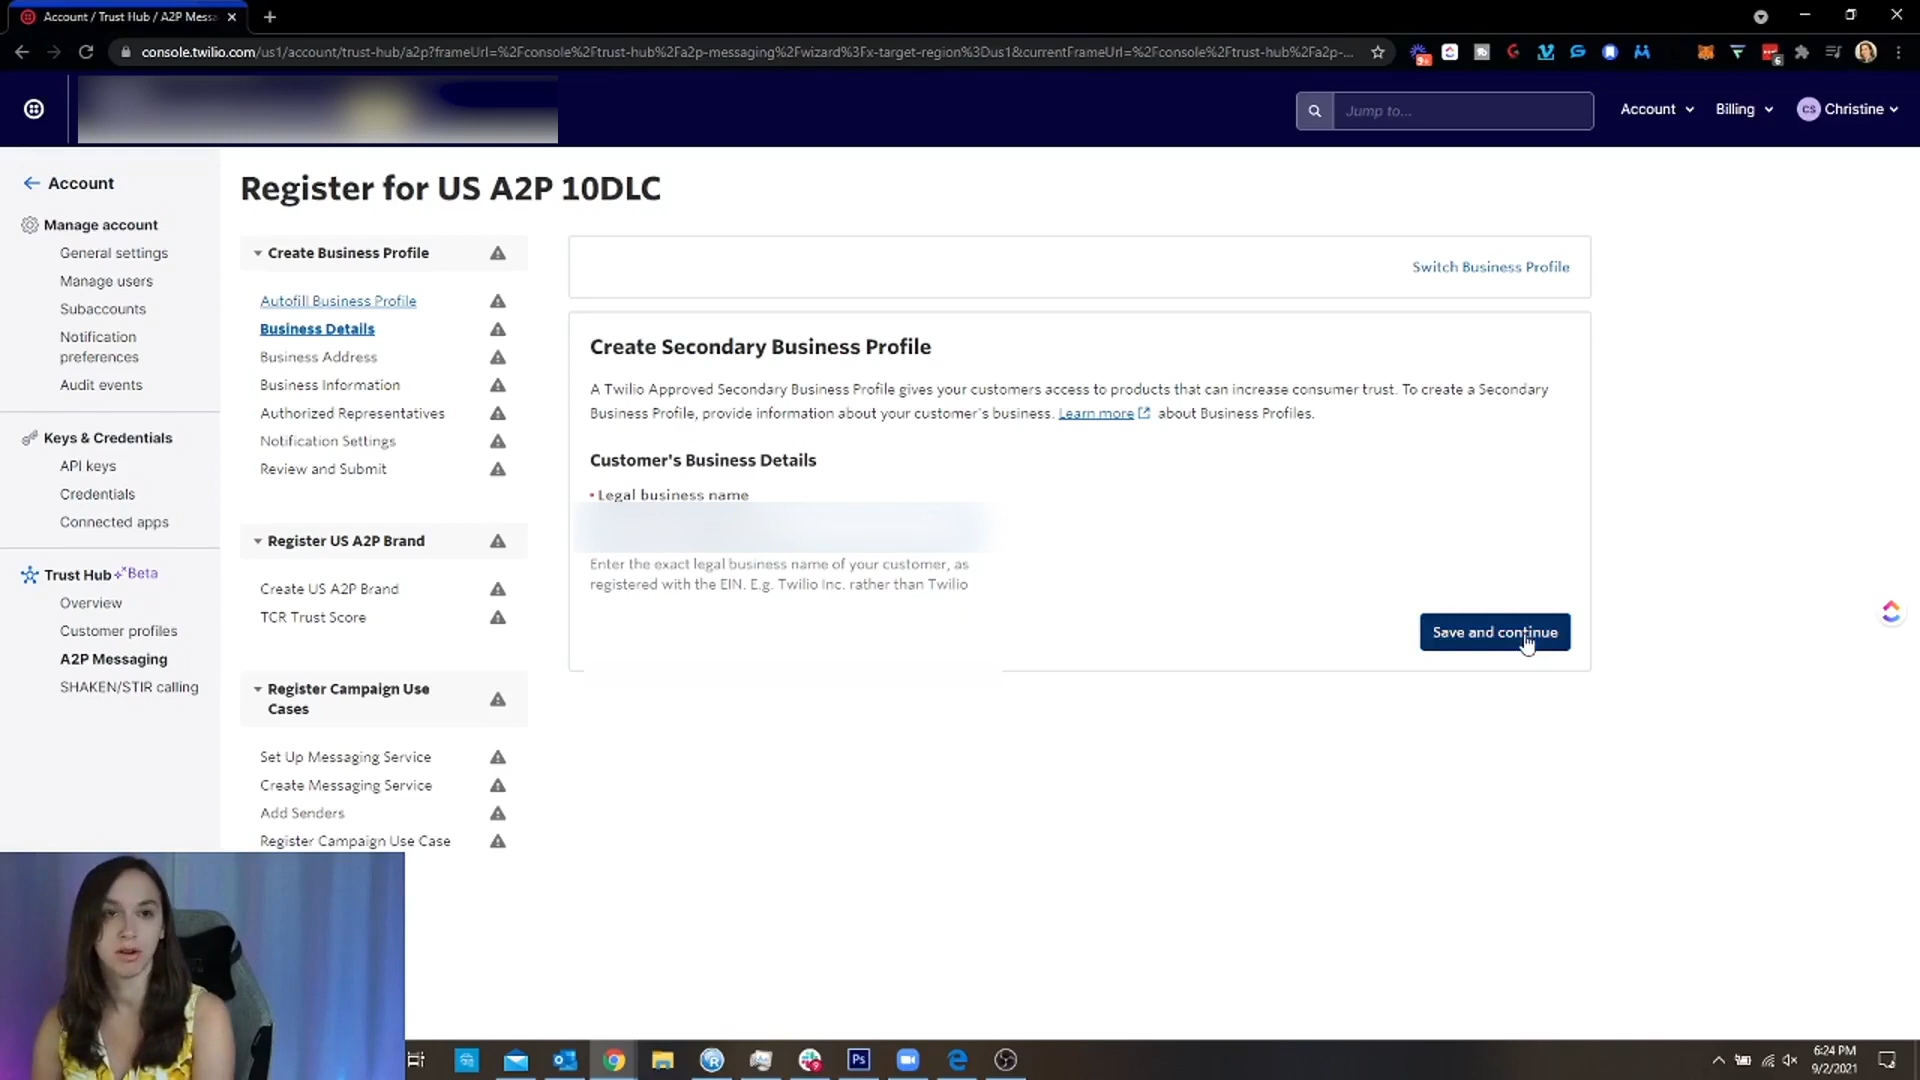 Account / Trust Hub / A2P Messa
console.twilio.com/us1/account/trust-hub/a2p?frameUrl=%2Fconsole%2Ftrust-hub%2Fa2p-messaging%2Fwizard%3Fx-target-region%3Dus1&currentFrameUrl=%2Fconsole%2Ftrust-hub%2Fa2p-...
9+
6
Jump to...
Account
Billing
CS
Christine
Account
Manage account
General settings
Manage users
Subaccounts
Notification
preferences
Audit events
Keys & Credentials
API keys
Credentials
Connected apps
Trust Hub
Beta
Overview
Customer profiles
A2P Messaging
SHAKEN/STIR calling
Register for US A2P 10DLC
Create Business Profile
Autofill Business Profile
Business Details
Business Address
Business Information
Authorized Representatives
Notification Settings
Review and Submit
Register US A2P Brand
Create US A2P Brand
TCR Trust Score
Register Campaign Use
Cases
Set Up Messaging Service
Create Messaging Service
Add Senders
Register Campaign Use Case
Switch Business Profile
Create Secondary Business Profile
A Twilio Approved Secondary Business Profile gives your customers access to products that can increase consumer trust. To create a Secondary
Business Profile, provide information about your customer's business. Learn more about Business Profiles.
Customer's Business Details
• Legal business name
Enter the exact legal business name of your customer, as
registered with the EIN. E.g. Twilio Inc. rather than Twilio
Save and continue
Ps
6:24 PM
9/2/2021